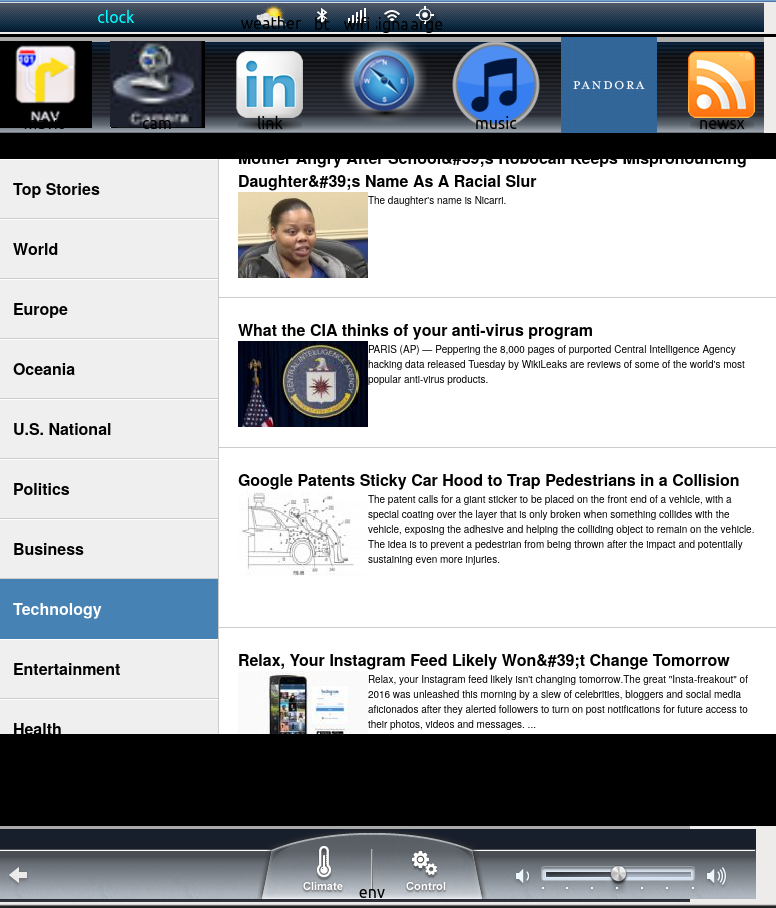 clock
weather bt wifi signal large
101
NAV
Camera
in
N
W E
S
PANDORA
cam link music newsx
Mother Angry After School&#39;s Robocall Keeps Mispronouncing
Daughter&#39;s Name As A Racial Slur
The daughter's name is Nicarri.
Top Stories
World
Europe
Oceania
U.S. National
Politics
Business
Technology
Entertainment
Health
What the CIA thinks of your anti-virus program
PARIS (AP) — Peppering the 8,000 pages of purported Central Intelligence Agency
hacking data released Tuesday by WikiLeaks are reviews of some of the world's most
popular anti-virus products.
Google Patents Sticky Car Hood to Trap Pedestrians in a Collision
The patent calls for a giant sticker to be placed on the front end of a vehicle, with a
special coating over the layer that is only broken when something collides with the
vehicle, exposing the adhesive and helping the colliding object to remain on the vehicle.
The idea is to prevent a pedestrian from being thrown after the impact and potentially
sustaining even more injuries.
Relax, Your Instagram Feed Likely Won&#39;t Change Tomorrow
Relax, your Instagram feed likely isn't changing tomorrow.The great "Insta-freakout" of
2016 was unleashed this morning by a slew of celebrities, bloggers and social media
aficionados after they alerted followers to turn on post notifications for future access to
their photos, videos and messages. ...
Climate
Control
env